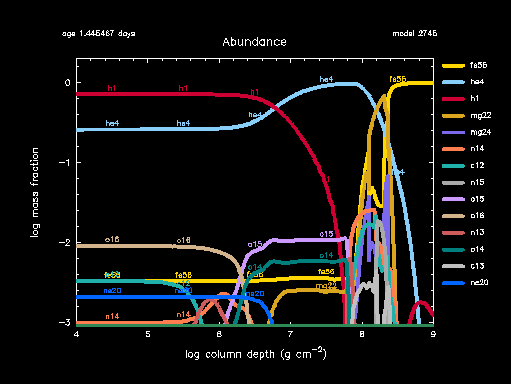 age 1.445467 days
model 2745
Abundance
fe56
he4
h1
mg22
mg24
n14
c12
n15
o15
o16
n13
o14
c13
ne20
log mass fraction
0
−1
−2
−3
4
5
6
7
8
9
log column depth (g cm−2)
h1
h1
h1
he4
he4
he4
he4
fe56
o16
o16
o15
o15
o14
fe56
fe56
fe56
ne20
mg22
n14
n14